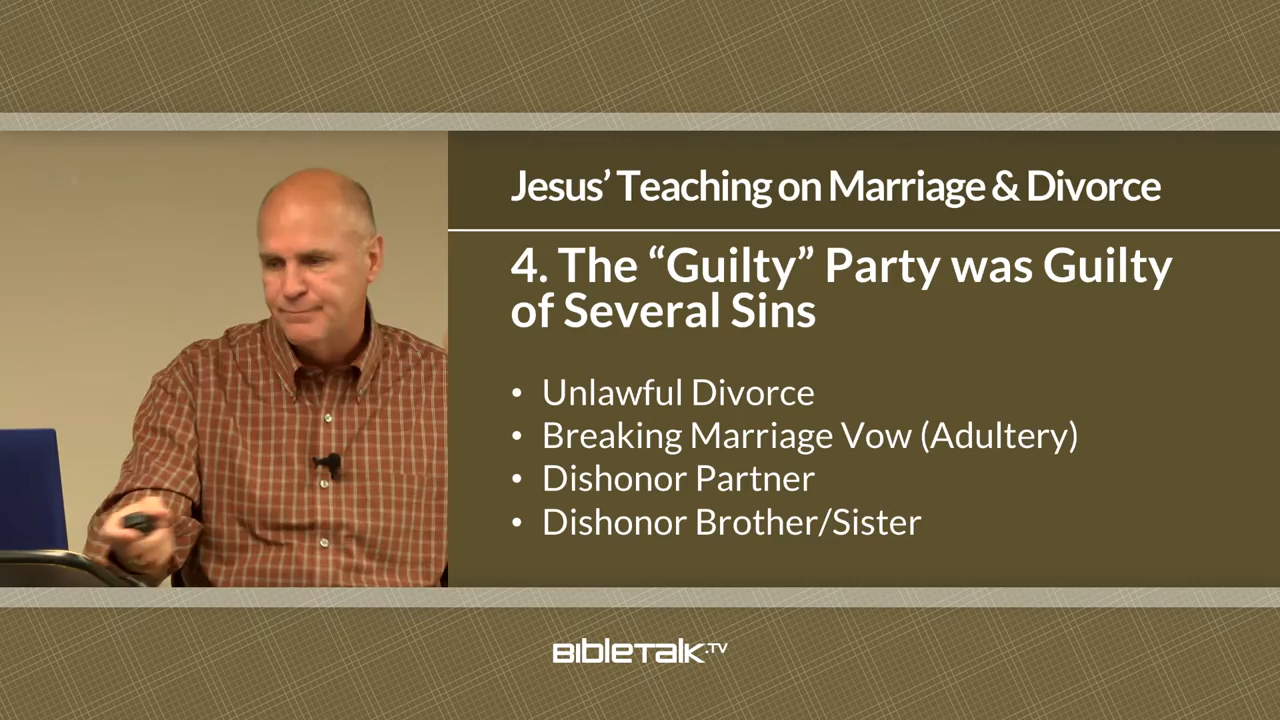 Jesus’ Teaching on Marriage & Divorce
4. The “Guilty” Party was Guilty
of Several Sins
• Unlawful Divorce
• Breaking Marriage Vow (Adultery)
• Dishonor Partner
• Dishonor Brother/Sister
BIBLETALK.TV